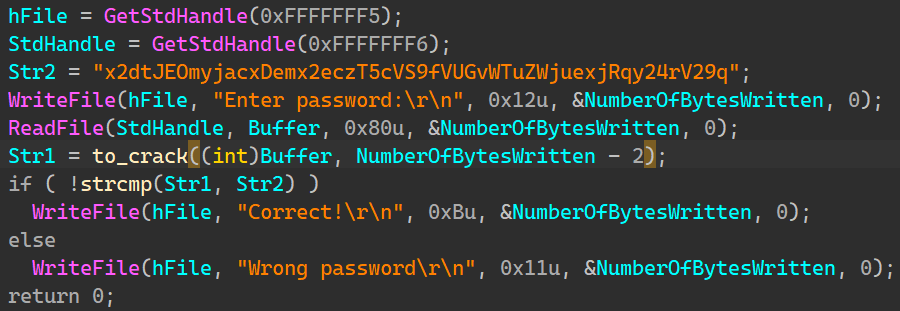 hFile = GetStdHandle(0xFFFFFFF5);
StdHandle = GetStdHandle(0xFFFFFFF6);
Str2 = "x2dtJEOmyjacxDemx2eczT5cVS9fVUGvWTuZWjuexjRqy24rV29q";
WriteFile(hFile, "Enter password:\r\n", 0x12u, &NumberOfBytesWritten, 0);
ReadFile(StdHandle, Buffer, 0x80u, &NumberOfBytesWritten, 0);
Str1 = to_crack((int)Buffer, NumberOfBytesWritten - 2);
if ( !strcmp(Str1, Str2) )
  WriteFile(hFile, "Correct!\r\n", 0xBu, &NumberOfBytesWritten, 0);
else
  WriteFile(hFile, "Wrong password\r\n", 0x11u, &NumberOfBytesWritten, 0);
return 0;